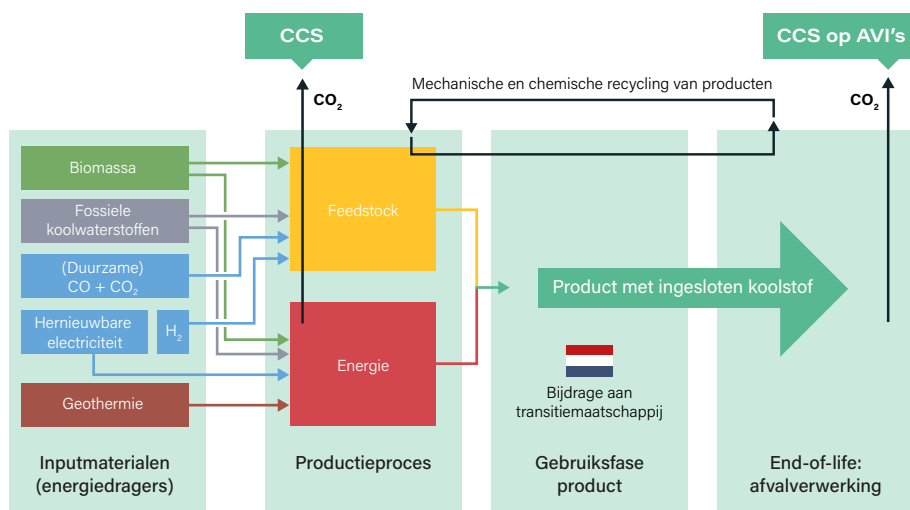 CCS
CCS op AVI's
CO₂
Mechanische en chemische recycling van producten
CO₂
Biomassa
Fossiele
koolwaterstoffen
(Duurzame)
CO + CO₂
Hernieuwbare
electriciteit
H₂
Geothermie
Feedstock
Energie
Product met ingesloten koolstof
Bijdrage aan
transitiemaatschappij
Inputmaterialen
(energiedragers)
Productieproces
Gebruiksfase
product
End-of-life:
afvalverwerking